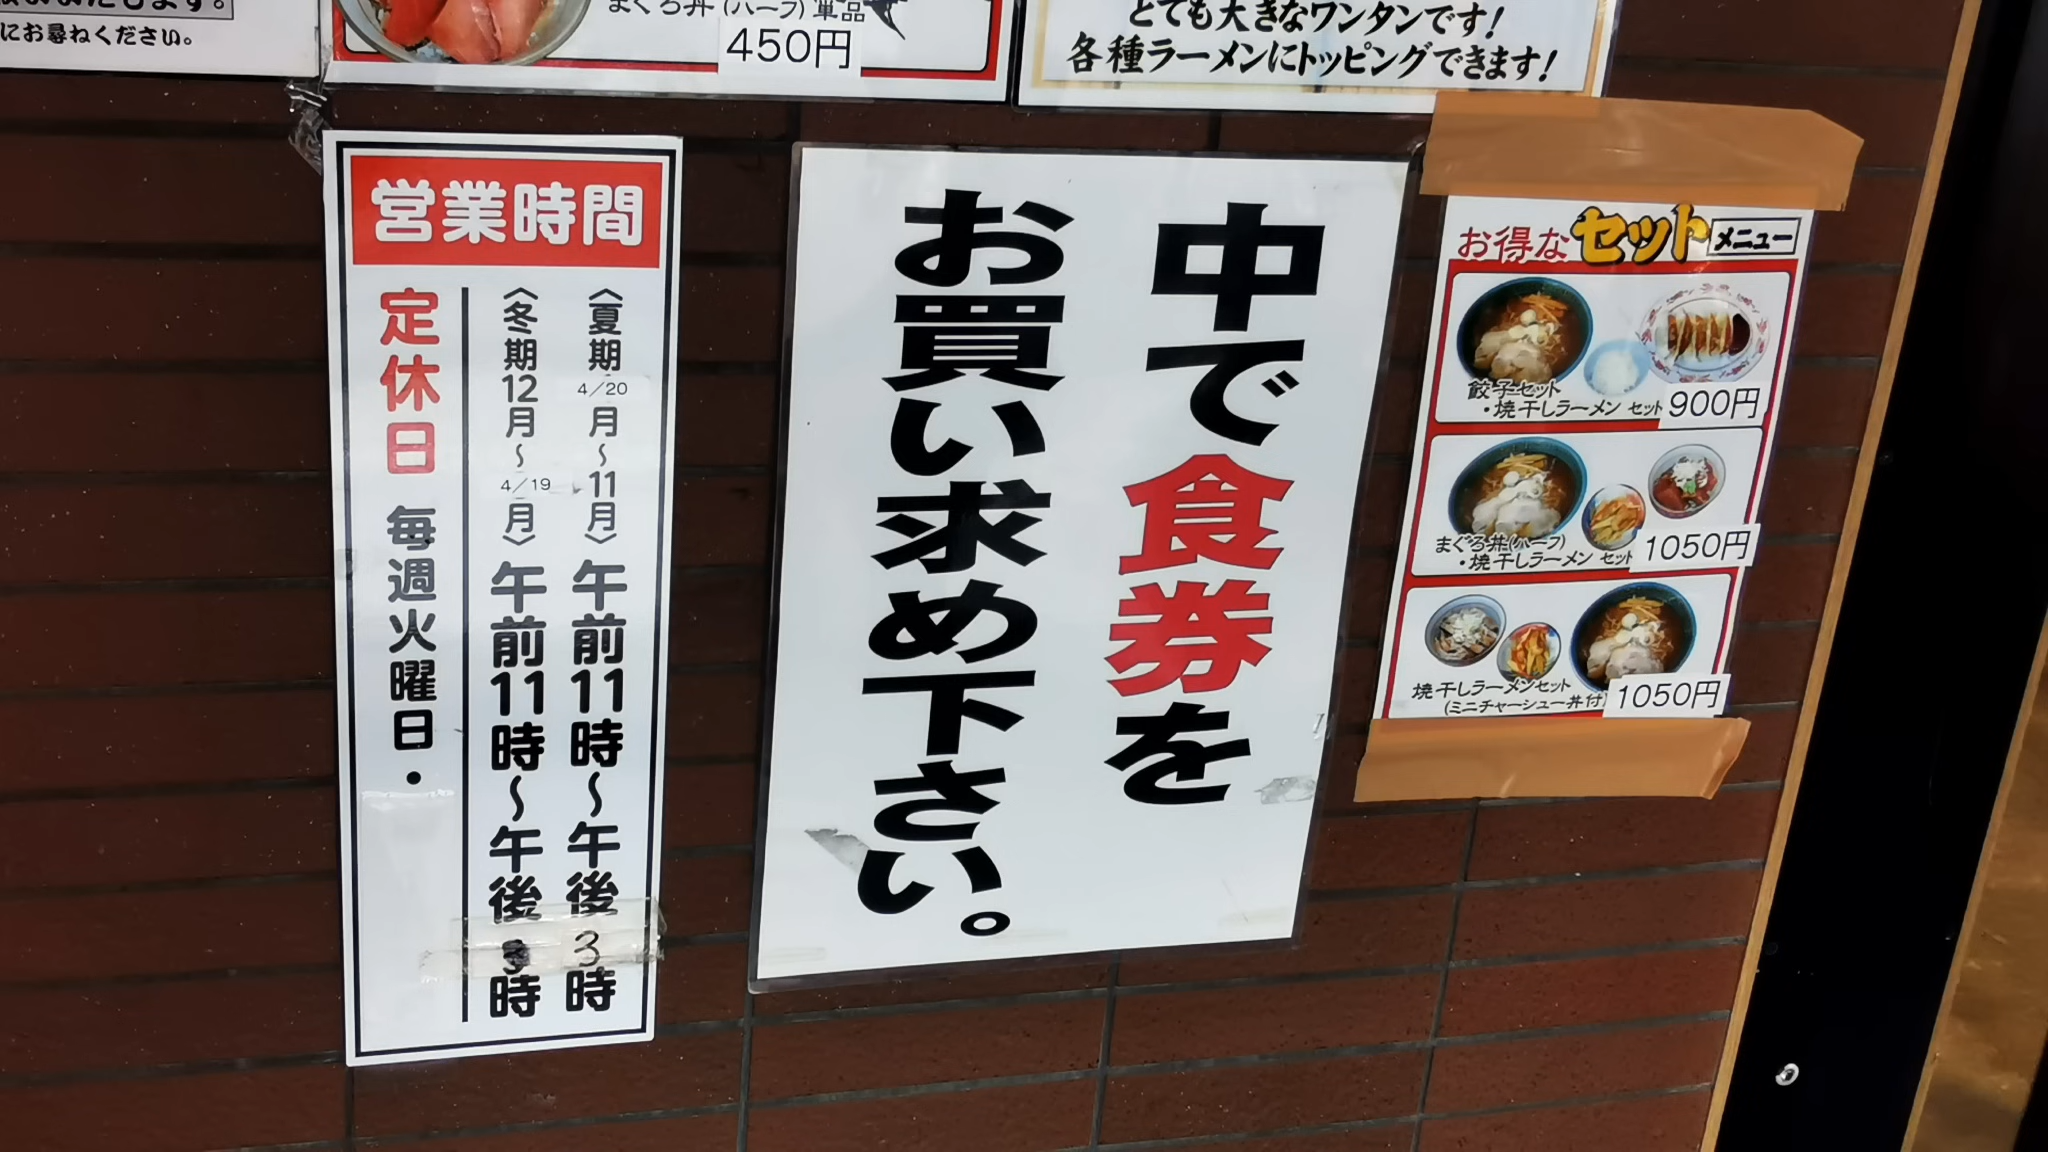 にお尋ねください。
まぐろ丼(ハーフ)単品
450円
とても大きなワンタンです!
各種ラーメンにトッピングできます!
営業時間
〈夏期 4/20月〜11月〉午前11時〜午後3時
〈冬期12月〜4/19月〉午前11時〜午後3時
定休日 毎週火曜日・
中で食券を
お買い求め下さい。
お得なセットメニュー
餃子セット
・焼干しラーメン セット 900円
まぐろ丼(ハーフ)
・焼干しラーメン セット 1050円
焼干しラーメンセット
(ミニチャーシュー丼付) 1050円